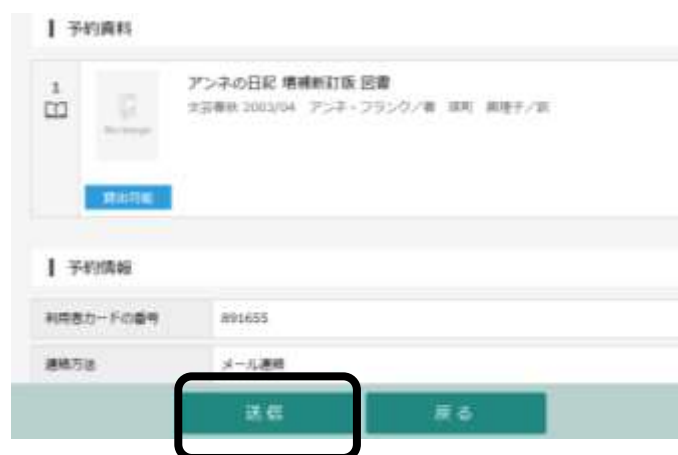 予約資料
1
アンネの日記 増補新訂版 図書
文芸春秋 2003/04 アンネ・フランク/著 深町 眞理子/訳
No Image
貸出可能
予約情報
利用者カードの番号
891655
連絡方法
メール連絡
送信
戻る